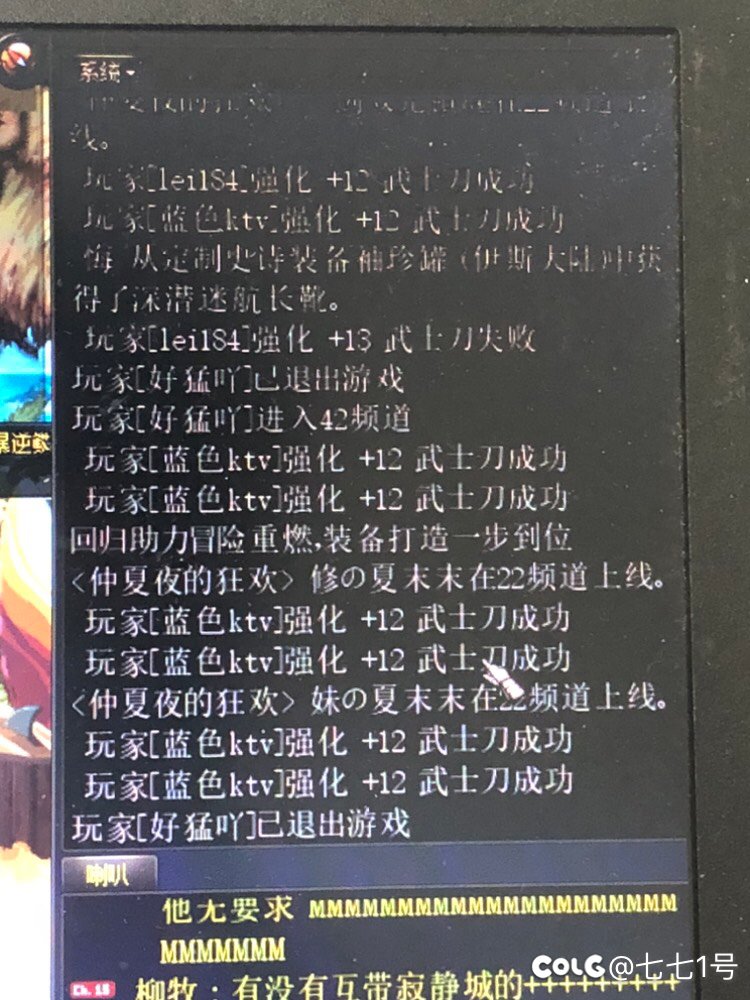 系统
线。
玩家[lei184]强化 +12 武士刀成功
玩家[蓝色ktv]强化 +12 武士刀成功
悔 从定制史诗装备袖珍罐(伊斯大陆)中获
得了深潜迷航长靴。
玩家[lei184]强化 +13 武士刀失败
玩家[好猛吖]已退出游戏
玩家[好猛吖]进入42频道
玩家[蓝色ktv]强化 +12 武士刀成功
玩家[蓝色ktv]强化 +12 武士刀成功
回归助力冒险重燃,装备打造一步到位
<仲夏夜的狂欢> 修の夏末末在22频道上线。
玩家[蓝色ktv]强化 +12 武士刀成功
玩家[蓝色ktv]强化 +12 武士刀成功
<仲夏夜的狂欢> 妹の夏末末在22频道上线。
玩家[蓝色ktv]强化 +12 武士刀成功
玩家[蓝色ktv]强化 +12 武士刀成功
玩家[好猛吖]已退出游戏
喇叭
他无要求 MMMMMMMMMMMMMMMMMMMMM
MMMMMMM
Ch.18 柳牧：有没有互带寂静城的+++++++++
COLG @七七1号